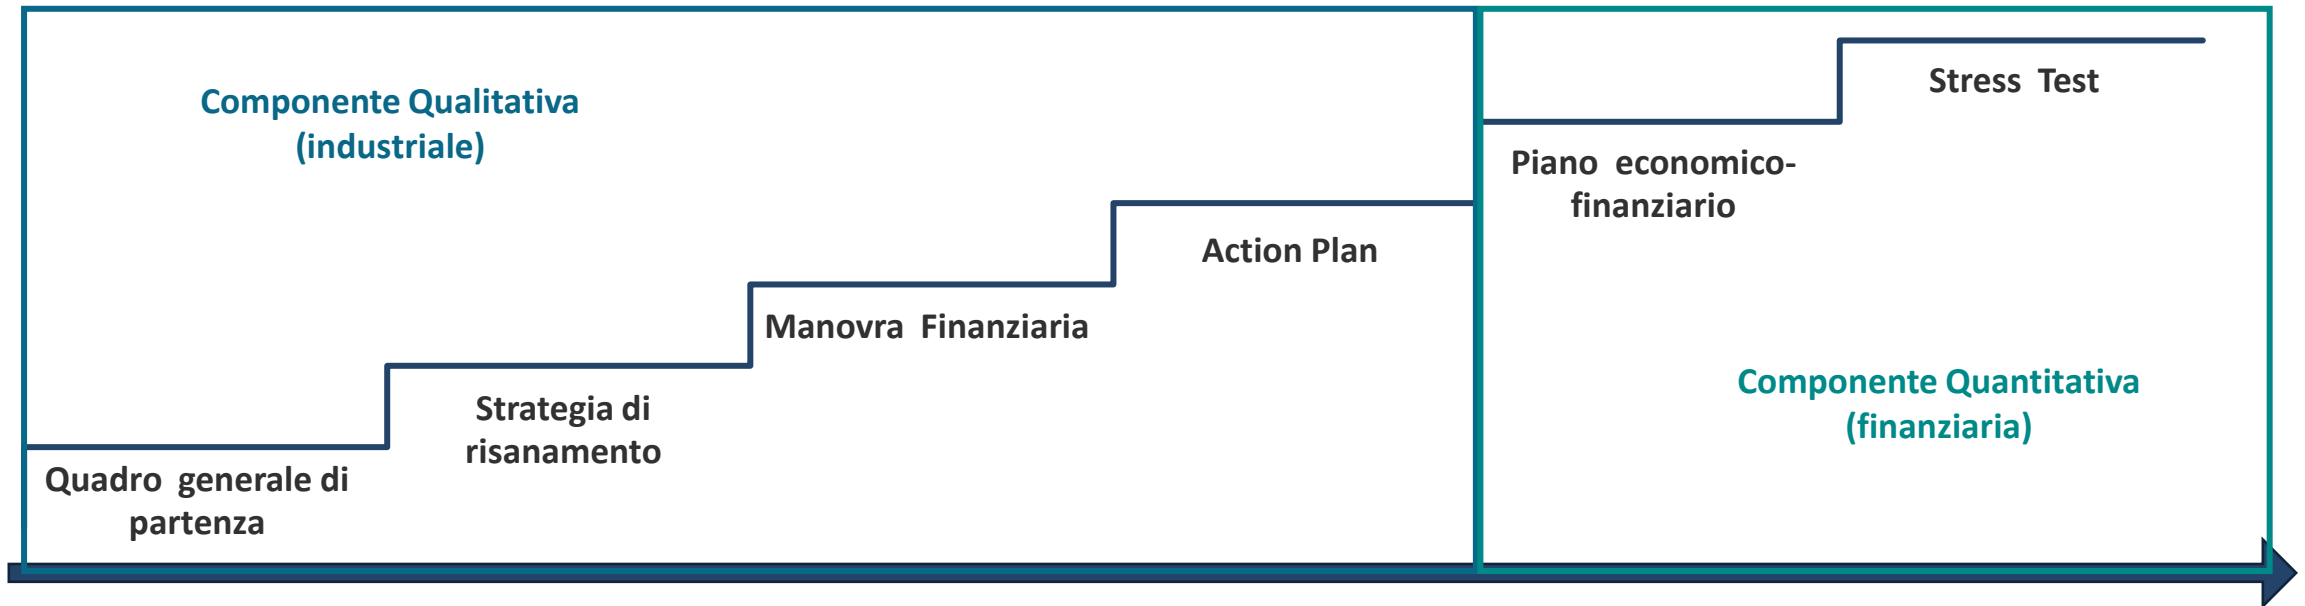 Componente Qualitativa
(industriale)
Quadro generale di
partenza
Strategia di
risanamento
Manovra Finanziaria
Action Plan
Piano economico-
finanziario
Stress Test
Componente Quantitativa
(finanziaria)